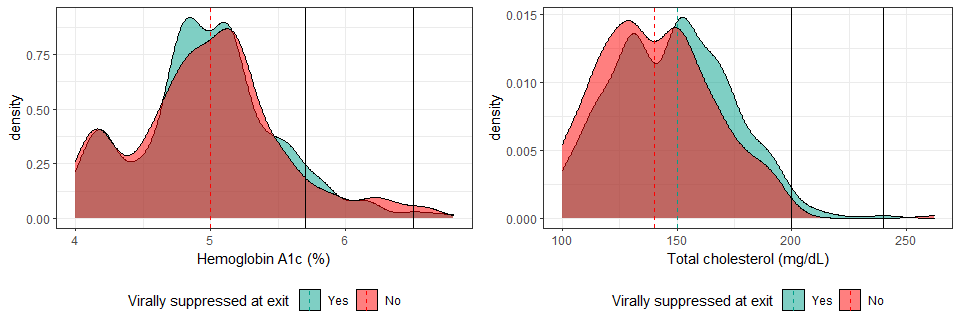 density
0.75
0.50
0.25
0.00
4
5
6
Hemoglobin A1c (%)
Virally suppressed at exit Yes No
density
0.015
0.010
0.005
0.000
100
150
200
250
Total cholesterol (mg/dL)
Virally suppressed at exit Yes No